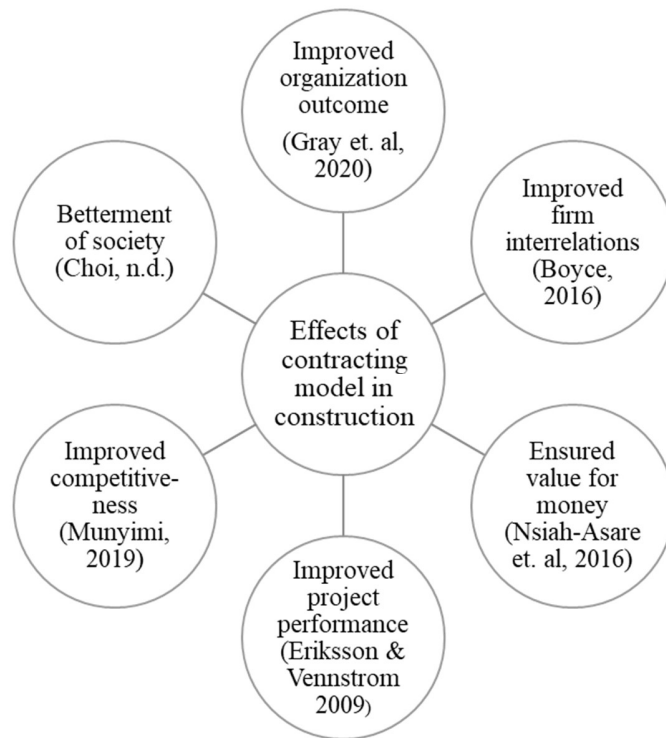 Improved
organization
outcome
(Gray et. al,
2020)
Betterment
of society
(Choi, n.d.)
Improved
firm
interrelations
(Boyce,
2016)
Effects of
contracting
model in
construction
Improved
competitive-
ness
(Munyimi,
2019)
Ensured
value for
money
(Nsiah-Asare
et. al, 2016)
Improved
project
performance
(Eriksson &
Vennstrom
2009)